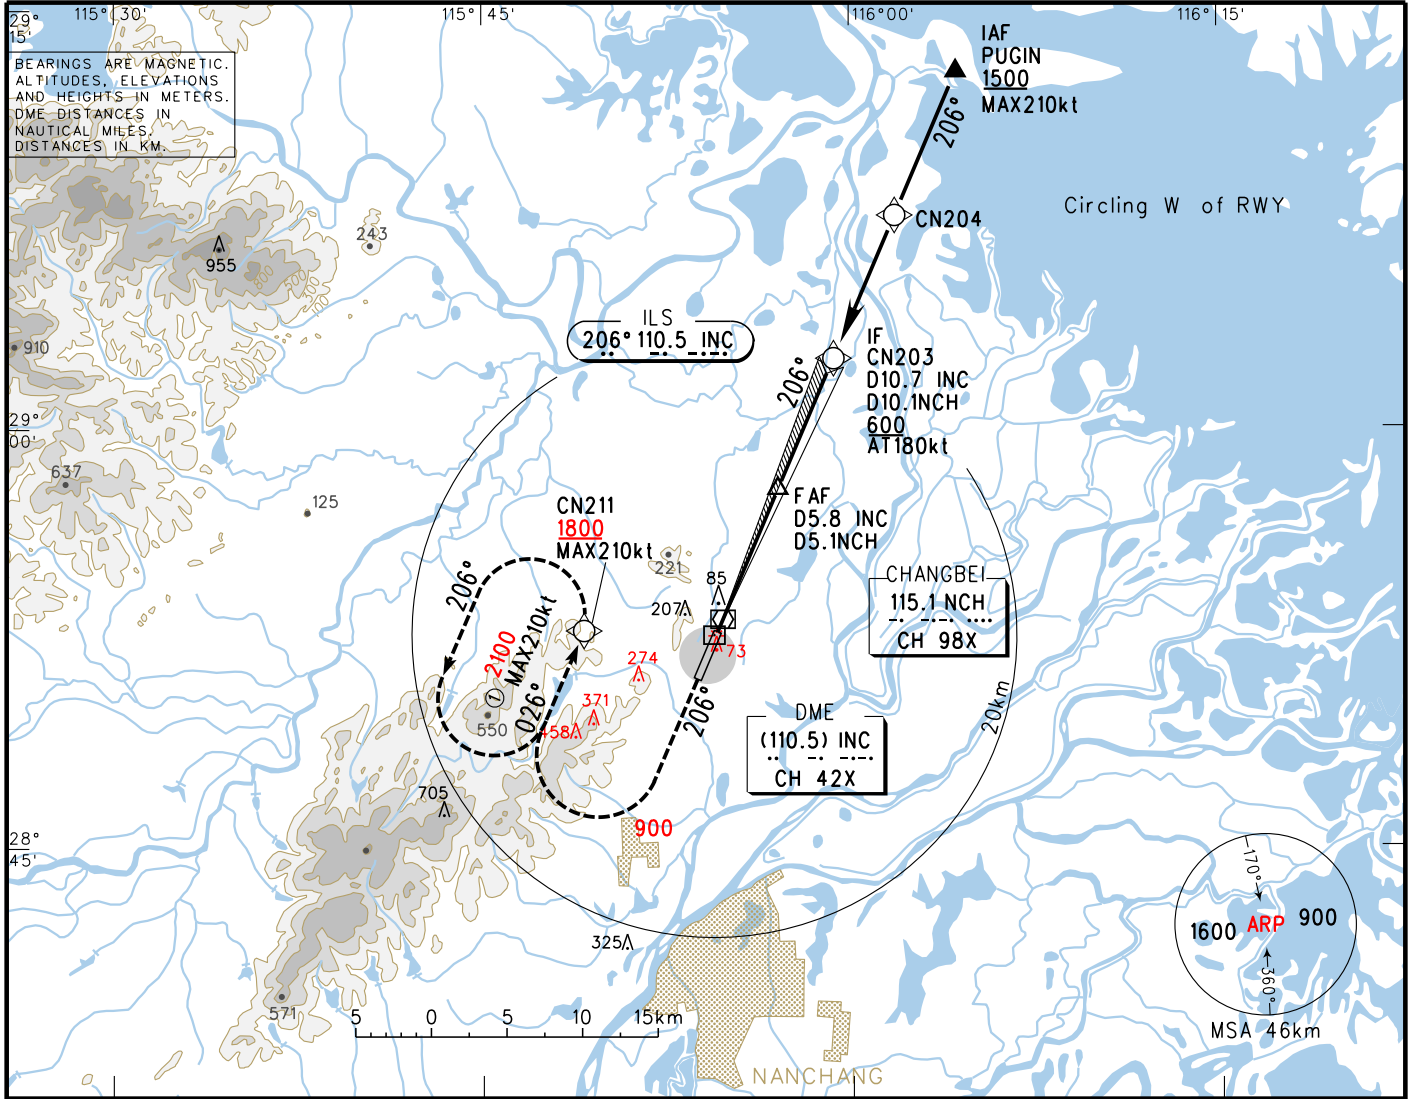 115°30'
115°45'
116°00'
116°15'
29°
15'
BEARINGS ARE MAGNETIC.
ALTITUDES, ELEVATIONS
AND HEIGHTS IN METERS.
DME DISTANCES IN
NAUTICAL MILES.
DISTANCES IN KM.
IAF
PUGIN
1500
MAX210kt
206°
CN204
Circling W of RWY
243
955
800
500
300
ILS
206° 110.5 INC
910
IF
CN203
D10.7 INC
D10.1NCH
600
AT180kt
206°
29°
00'
637
125
FAF
D5.8 INC
D5.1NCH
CN211
1800
MAX210kt
221
206°
85
207
CHANGBEI
115.1 NCH
CH 98X
73
2100
MAX210kt
1
026°
274
371
458
550
206°
20km
DME
(110.5) INC
CH 42X
705
900
28°
45'
170°
1600
ARP
900
360°
MSA 46km
325
571
5 0 5 10 15km
NANCHANG